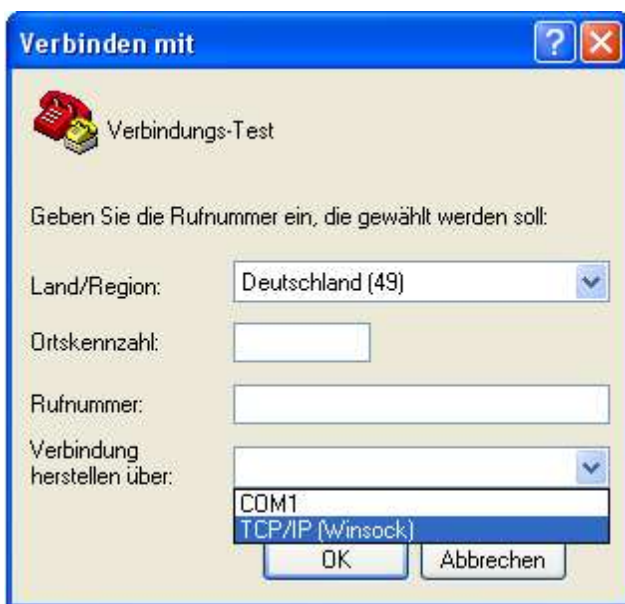 Verbinden mit
Verbindungs-Test
Geben Sie die Rufnummer ein, die gewählt werden soll:
Land/Region: Deutschland (49)
Ortskennzahl:
Rufnummer:
Verbindung
herstellen über:
COM1
TCP/IP (Winsock)
OK Abbrechen